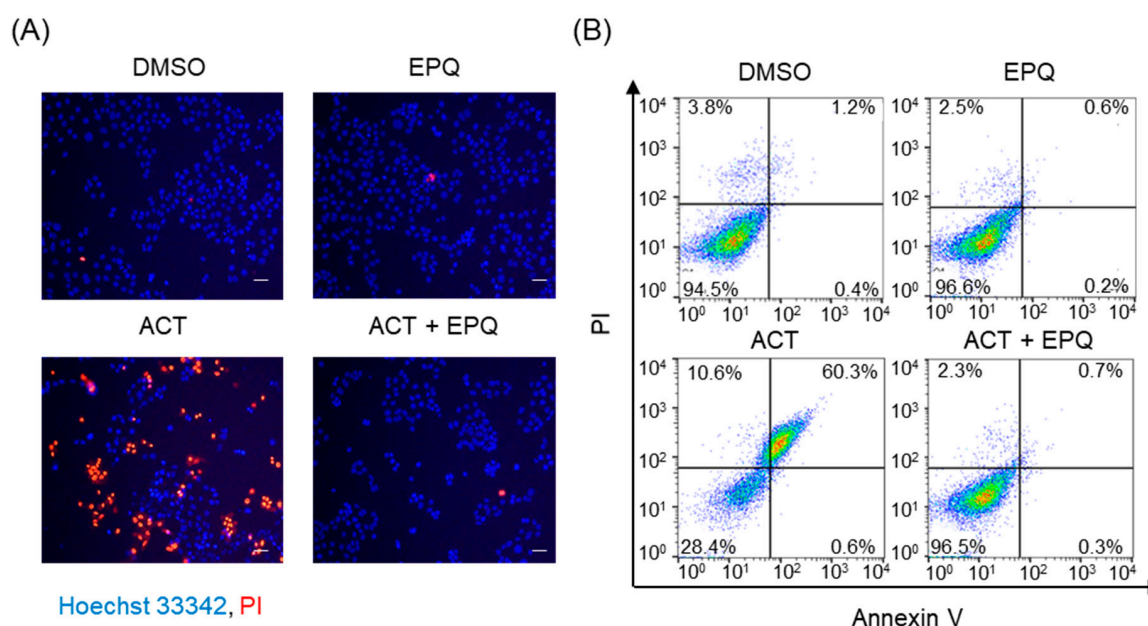 (A)
(B)
DMSO
EPQ
ACT
ACT + EPQ
Hoechst 33342, PI
DMSO
EPQ
10⁴
10³
10²
10¹
10⁰
3.8%
1.2%
94.5%
0.4%
10⁰ 10¹ 10² 10³ 10⁴
10⁴
10³
10²
10¹
10⁰
2.5%
0.6%
96.6%
0.2%
10⁰ 10¹ 10² 10³ 10⁴
ACT
ACT + EPQ
10⁴
10³
10²
10¹
10⁰
10.6%
60.3%
28.4%
0.6%
10⁰ 10¹ 10² 10³ 10⁴
10⁴
10³
10²
10¹
10⁰
2.3%
0.7%
96.5%
0.3%
10⁰ 10¹ 10² 10³ 10⁴
PI
Annexin V